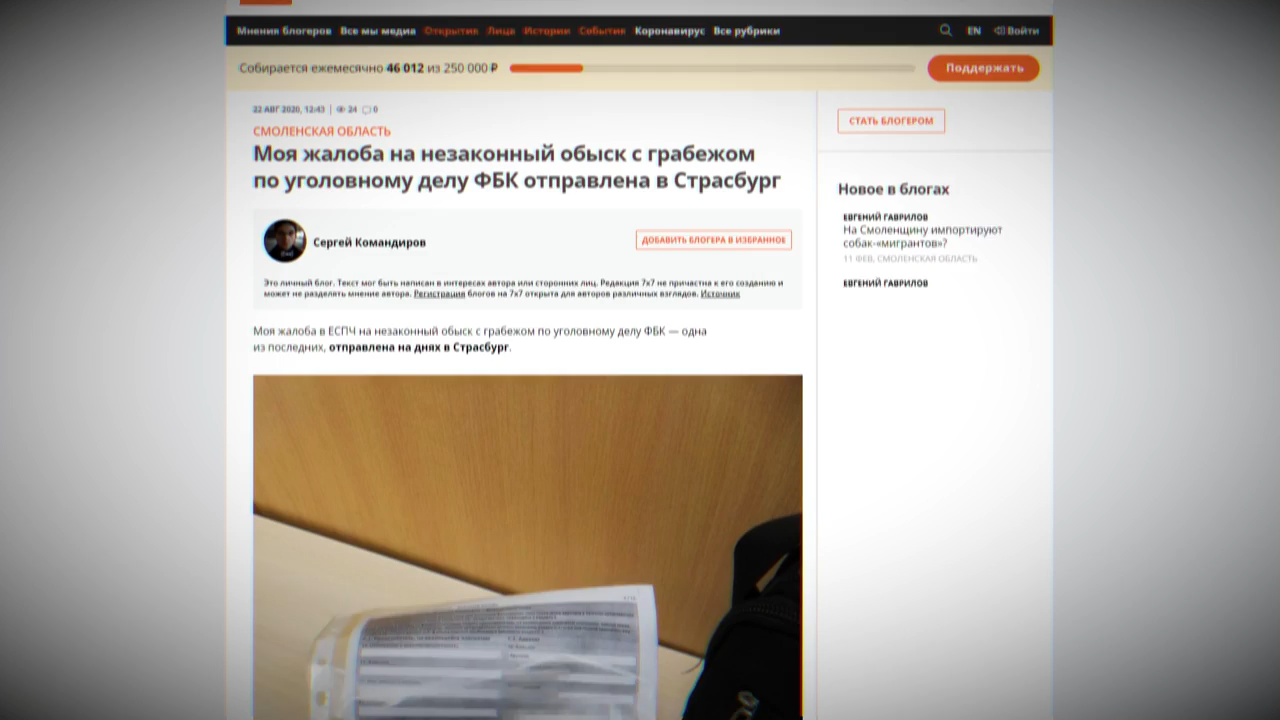 Мнения блогеров Все мы медиа Открытия Лица Истории События Коронавирус Все рубрики EN Войти
Собирается ежемесячно 46 012 из 250 000 ₽
Поддержать
22 АВГ 2020, 12:43 | 24 0
СМОЛЕНСКАЯ ОБЛАСТЬ
Моя жалоба на незаконный обыск с грабежом
по уголовному делу ФБК отправлена в Страсбург
Сергей Командиров
ДОБАВИТЬ БЛОГЕРА В ИЗБРАННОЕ
Это личный блог. Текст мог быть написан в интересах автора или сторонних лиц. Редакция 7x7 не причастна к его созданию и
может не разделять мнение автора. Регистрация блогов на 7x7 открыта для авторов различных взглядов. Источник
Моя жалоба в ЕСПЧ на незаконный обыск с грабежом по уголовному делу ФБК — одна
из последних, отправлена на днях в Страсбург.
СТАТЬ БЛОГЕРОМ
Новое в блогах
ЕВГЕНИЙ ГАВРИЛОВ
На Смоленщину импортируют
собак-«мигрантов»?
11 ФЕВ, СМОЛЕНСКАЯ ОБЛАСТЬ
ЕВГЕНИЙ ГАВРИЛОВ